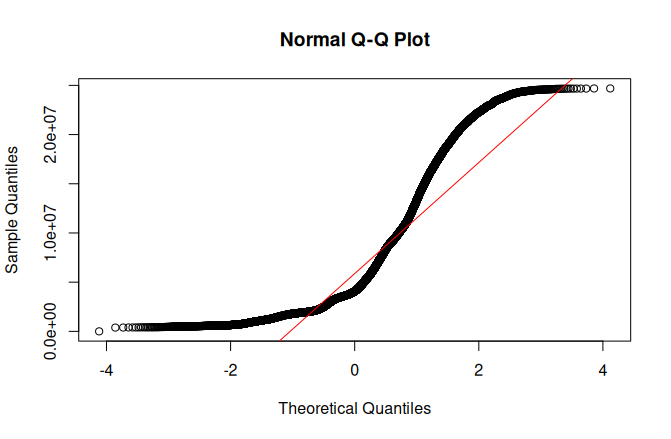 Normal Q-Q Plot
Sample Quantiles
2.0e+07
1.0e+07
0.0e+00
-4 -2 0 2 4
Theoretical Quantiles